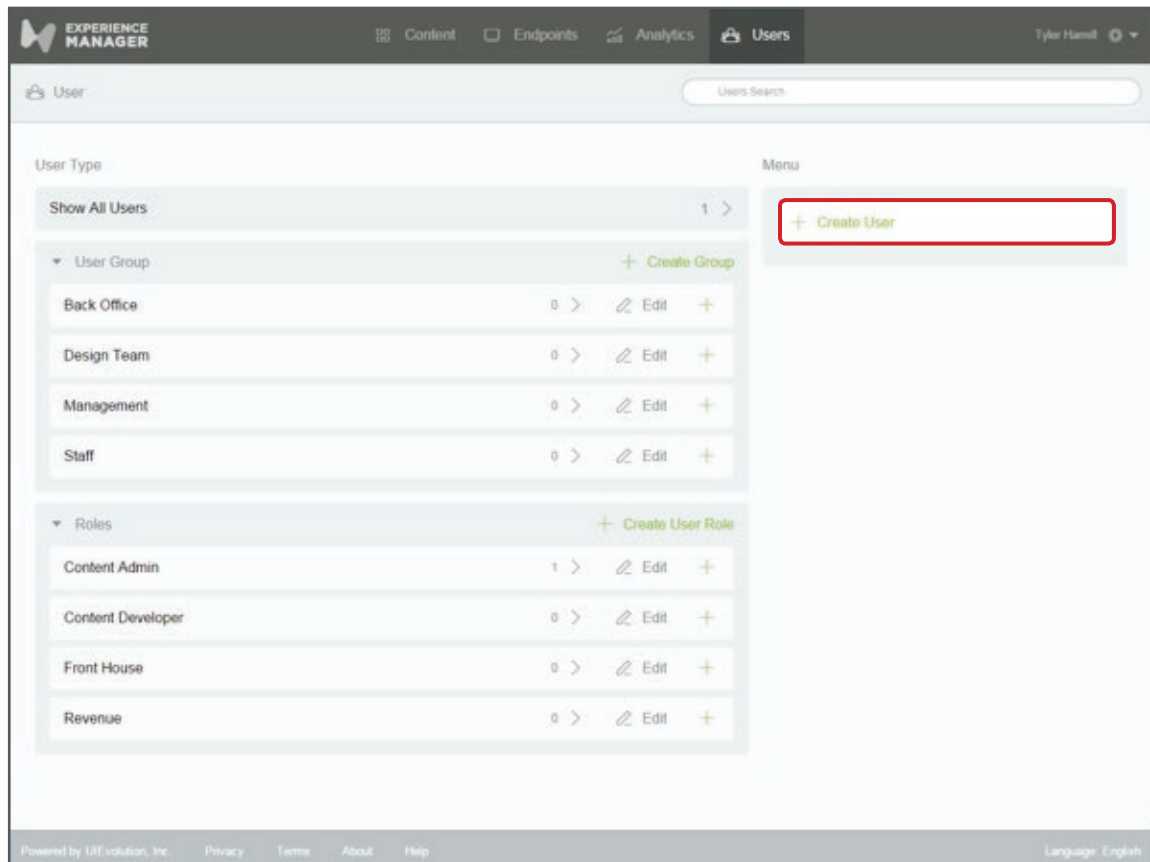 EXPERIENCE
MANAGER
Content Endpoints Analytics Users Tyler Hamill
User Users Search
User Type Menu
Show All Users 1
+ Create User
User Group + Create Group
Back Office 0 Edit +
Design Team 0 Edit +
Management 0 Edit +
Staff 0 Edit +
Roles + Create User Role
Content Admin 1 Edit +
Content Developer 0 Edit +
Front House 0 Edit +
Revenue 0 Edit +
Powered by UIEvolution, Inc. Privacy Terms About Help Language: English